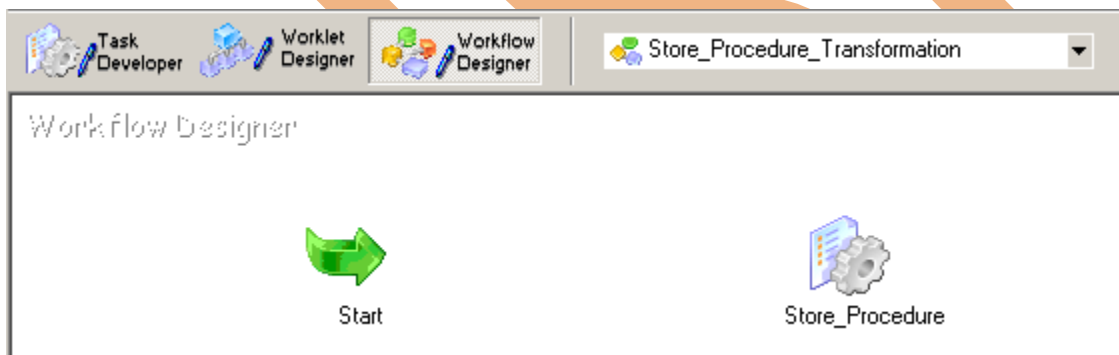 Task
Developer
Worklet
Designer
Workflow
Designer
Store_Procedure_Transformation
Workflow Designer
Start
Store_Procedure